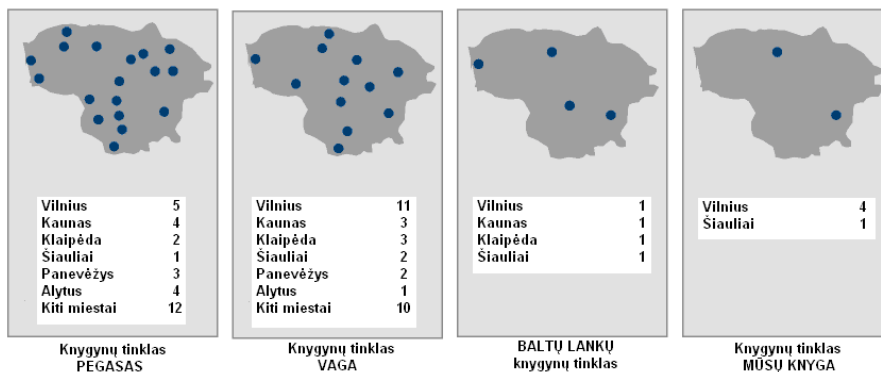 Vilnius 5
Kaunas 4
Klaipėda 2
Šiauliai 1
Panevėžys 3
Alytus 4
Kiti miestai 12
Knygynų tinklas
PEGASAS
Vilnius 11
Kaunas 3
Klaipėda 3
Šiauliai 2
Panevėžys 2
Alytus 1
Kiti miestai 10
Knygynų tinklas
VAGA
Vilnius 1
Kaunas 1
Klaipėda 1
Šiauliai 1
BALTŲ LANKŲ
knygynų tinklas
Vilnius 4
Šiauliai 1
Knygynų tinklas
MŪSŲ KNYGA